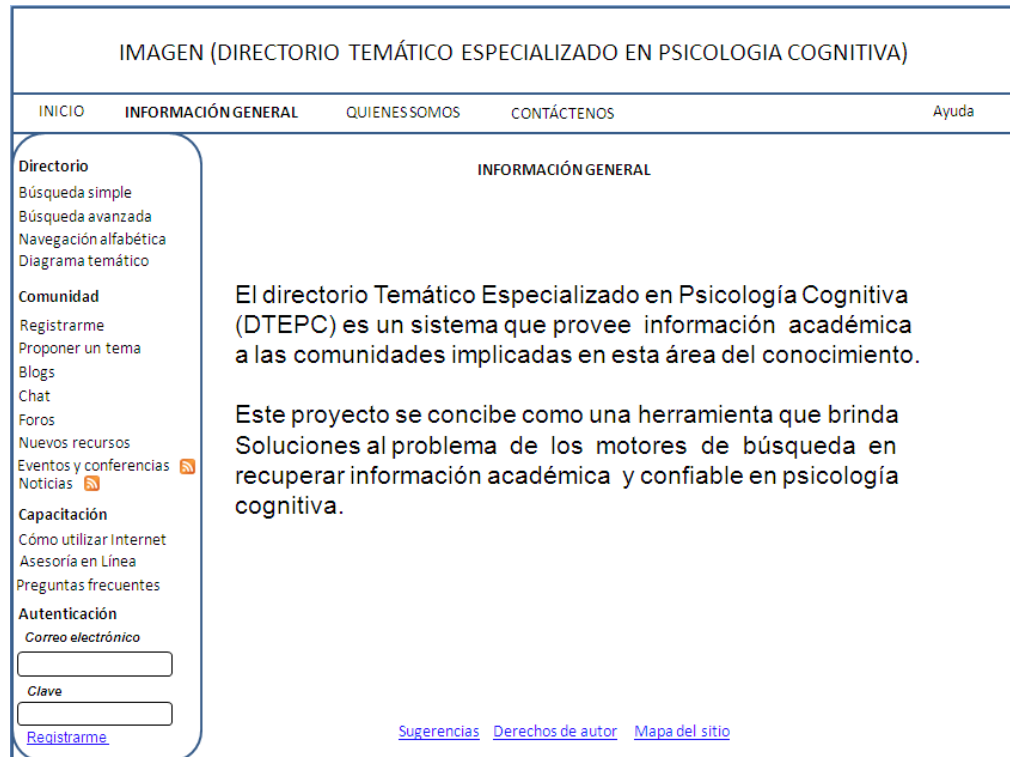 IMAGEN (DIRECTORIO TEMÁTICO ESPECIALIZADO EN PSICOLOGIA COGNITIVA)
INICIO INFORMACIÓN GENERAL QUIENES SOMOS CONTÁCTENOS Ayuda
Directorio
Búsqueda simple
Búsqueda avanzada
Navegación alfabética
Diagrama temático
Comunidad
Registrarme
Proponer un tema
Blogs
Chat
Foros
Nuevos recursos
Eventos y conferencias
Noticias
Capacitación
Cómo utilizar Internet
Asesoría en Línea
Preguntas frecuentes
Autenticación
Correo electrónico
Clave
Registrarme
INFORMACIÓN GENERAL
El directorio Temático Especializado en Psicología Cognitiva
(DTEPC) es un sistema que provee información académica
a las comunidades implicadas en esta área del conocimiento.
Este proyecto se concibe como una herramienta que brinda
Soluciones al problema de los motores de búsqueda en
recuperar información académica y confiable en psicología
cognitiva.
Sugerencias Derechos de autor Mapa del sitio